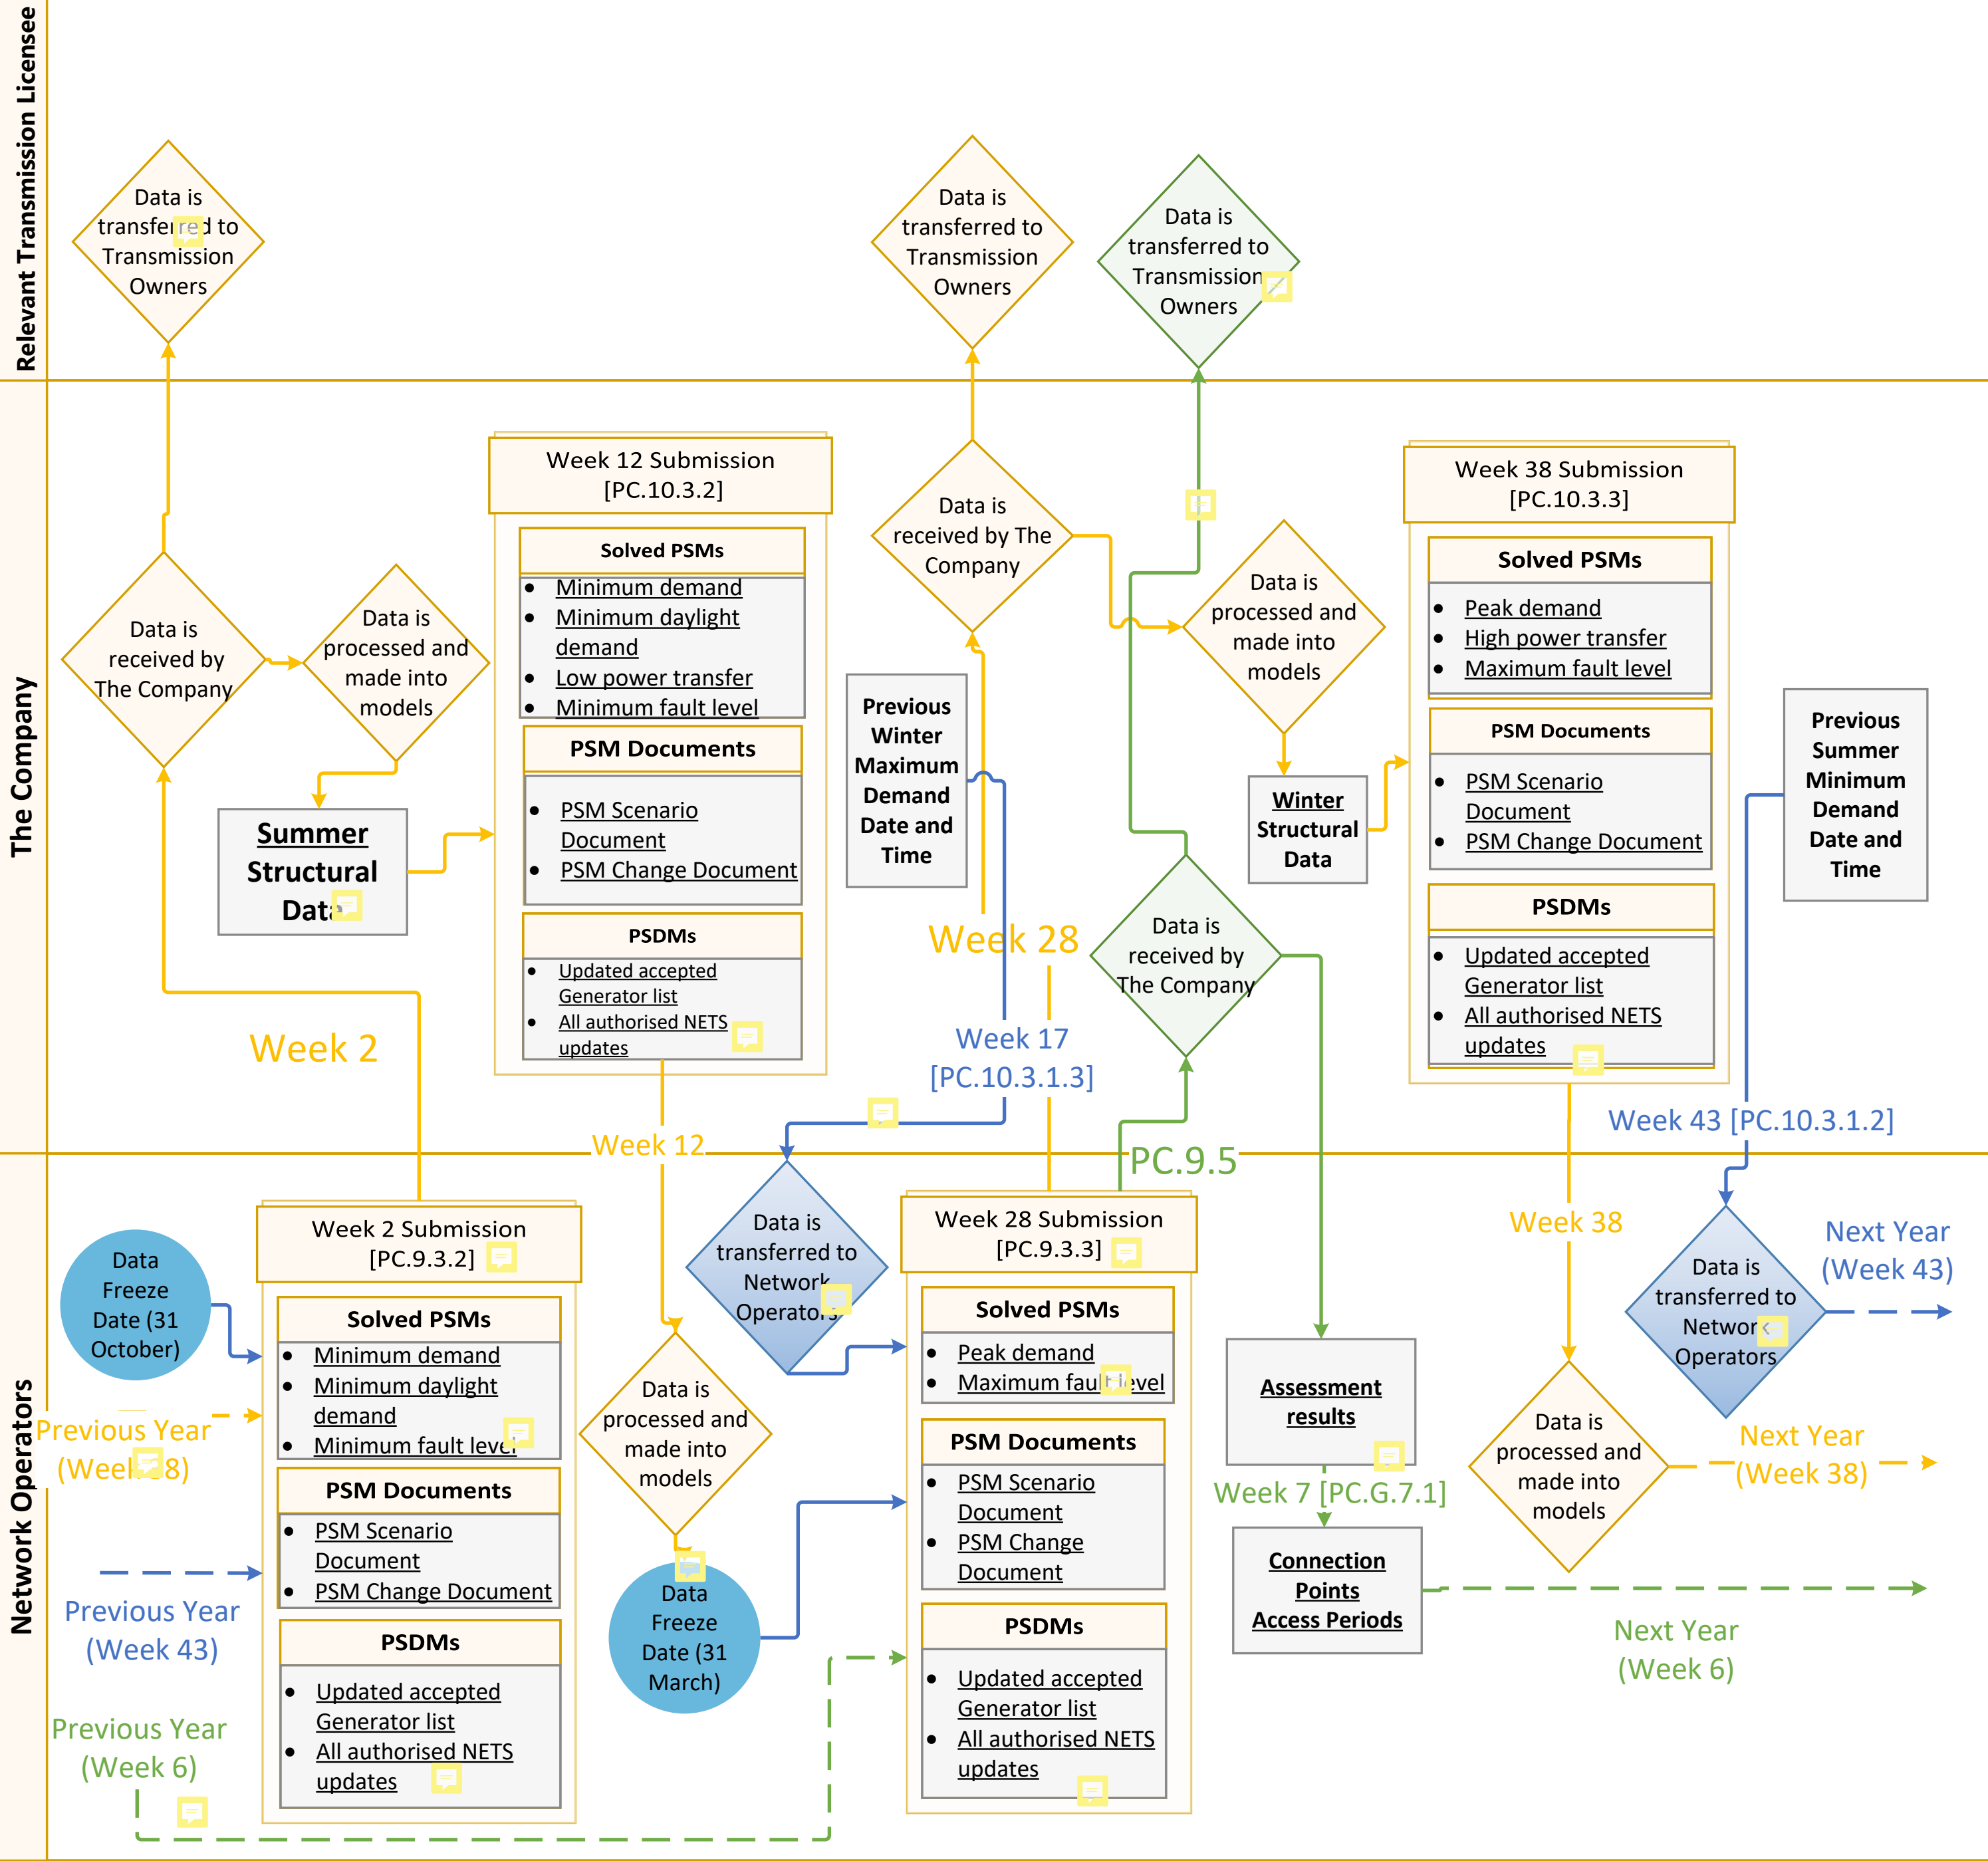 Relevant Transmission Licensee
Data is
transferred to
Transmission
Owners
Data is
transferred to
Transmission
Owners
Data is
transferred to
Transmission
Owners
The Company
Data is
received by
The Company
Data is
processed and
made into
models
Summer
Structural
Data
Week 2
Week 12 Submission
[PC.10.3.2]
Solved PSMs
• Minimum demand
• Minimum daylight
demand
• Low power transfer
• Minimum fault level
PSM Documents
• PSM Scenario
Document
• PSM Change Document
PSDMs
• Updated accepted
Generator list
• All authorised NETS
updates
Week 12
Previous
Winter
Maximum
Demand
Date and
Time
Data is
received by The
Company
Week 28
Week 17
[PC.10.3.1.3]
Data is
received by
The Company
PC.9.5
Data is
processed and
made into
models
Winter
Structural
Data
Week 38 Submission
[PC.10.3.3]
Solved PSMs
• Peak demand
• High power transfer
• Maximum fault level
PSM Documents
• PSM Scenario
Document
• PSM Change Document
PSDMs
• Updated accepted
Generator list
• All authorised NETS
updates
Previous
Summer
Minimum
Demand
Date and
Time
Week 43 [PC.10.3.1.2]
Network Operators
Data
Freeze
Date (31
October)
Previous Year
(Week 38)
Previous Year
(Week 43)
Previous Year
(Week 6)
Week 2 Submission
[PC.9.3.2]
Solved PSMs
• Minimum demand
• Minimum daylight
demand
• Minimum fault level
PSM Documents
• PSM Scenario
Document
• PSM Change Document
PSDMs
• Updated accepted
Generator list
• All authorised NETS
updates
Data is
processed and
made into
models
Data
Freeze
Date (31
March)
Data is
transferred to
Network
Operators
Week 28 Submission
[PC.9.3.3]
Solved PSMs
• Peak demand
• Maximum fault level
PSM Documents
• PSM Scenario
Document
• PSM Change
Document
PSDMs
• Updated accepted
Generator list
• All authorised NETS
updates
Assessment
results
Week 7 [PC.G.7.1]
Connection
Points
Access Periods
Week 38
Data is
processed and
made into
models
Data is
transferred to
Network
Operators
Next Year
(Week 43)
Next Year
(Week 38)
Next Year
(Week 6)